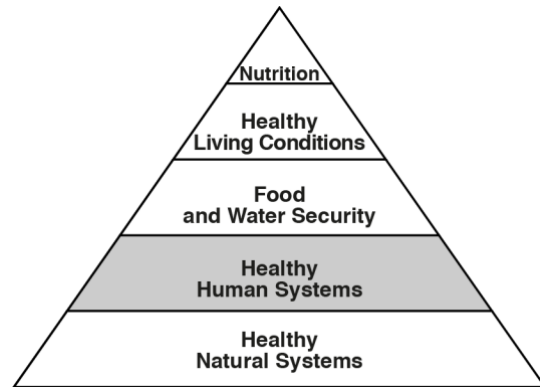 Nutrition
Healthy
Living Conditions
Food
and Water Security
Healthy
Human Systems
Healthy
Natural Systems